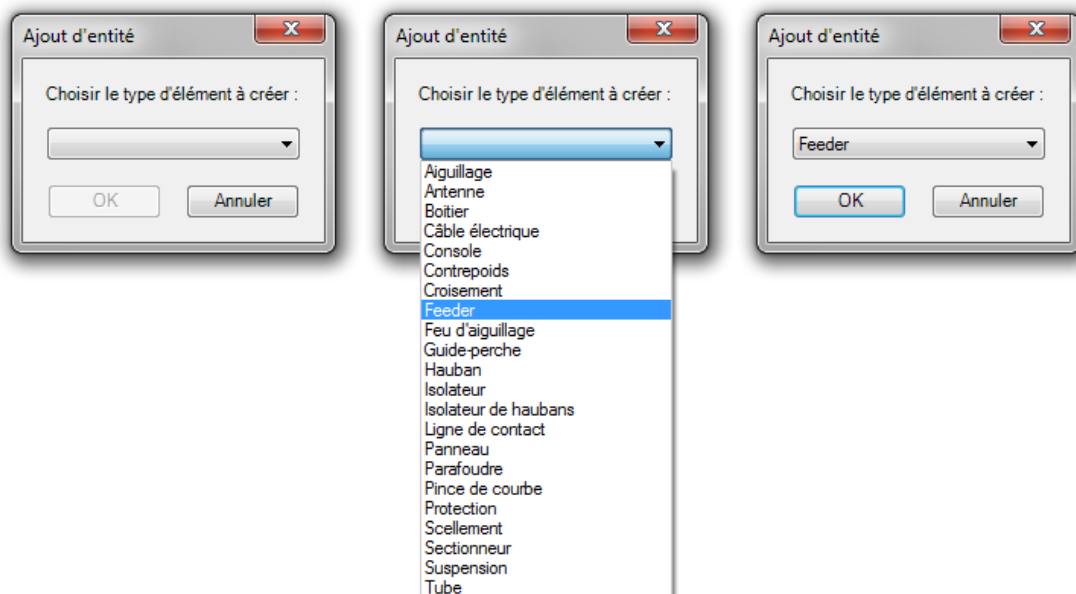 Ajout d'entité
Choisir le type d'élément à créer :
OK
Annuler
Ajout d'entité
Choisir le type d'élément à créer :
Aiguillage
Antenne
Boitier
Câble électrique
Console
Contrepoids
Croisement
Feeder
Feu d'aiguillage
Guide-perche
Hauban
Isolateur
Isolateur de haubans
Ligne de contact
Panneau
Parafoudre
Pince de courbe
Protection
Scellement
Sectionneur
Suspension
Tube
Ajout d'entité
Choisir le type d'élément à créer :
Feeder
OK
Annuler